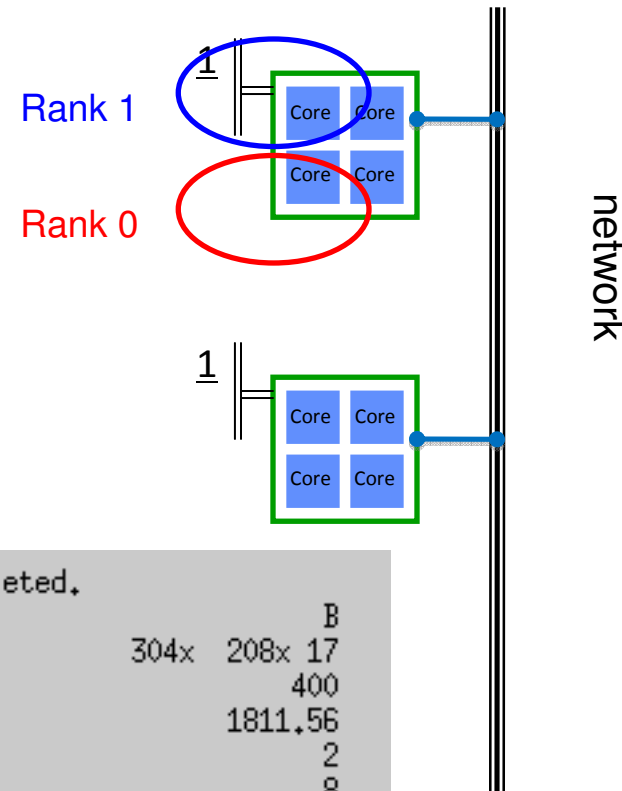 1
Rank 1
Core Core
Core Core
Rank 0
network
1
Core Core
Core Core
eted.
B
304x 208x 17
400
1811.56
2